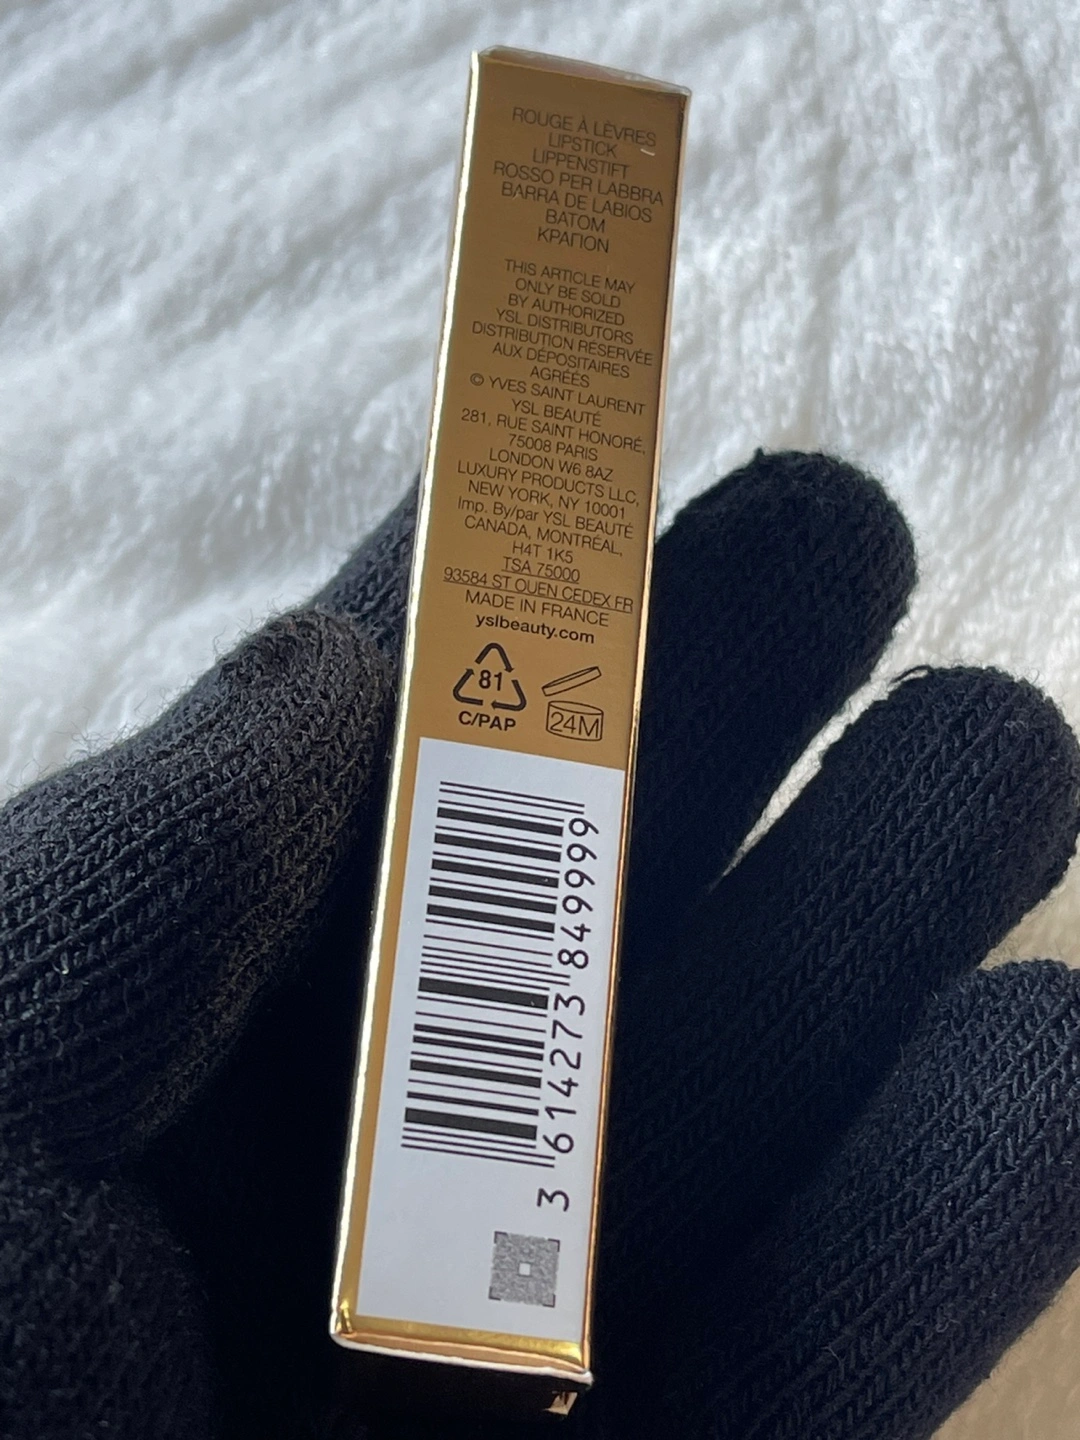 ROUGE À LÈVRES
LIPSTICK
LIPPENSTIFT
ROSSO PER LABBRA
BARRA DE LABIOS
BATOM
ΚΡΑΓΙΟΝ
THIS ARTICLE MAY
ONLY BE SOLD
BY AUTHORIZED
YSL DISTRIBUTORS
DISTRIBUTION RÉSERVÉE
AUX DÉPOSITAIRES
AGRÉÉS
© YVES SAINT LAURENT
YSL BEAUTÉ
281, RUE SAINT HONORÉ,
75008 PARIS
LONDON W6 8AZ
LUXURY PRODUCTS LLC,
NEW YORK, NY 10001
Imp. By/par YSL BEAUTÉ
CANADA, MONTRÉAL,
H4T 1K5
TSA 75000
93584 ST OUEN CEDEX FR
MADE IN FRANCE
yslbeauty.com
81
C/PAP
24M
3 614273 849999